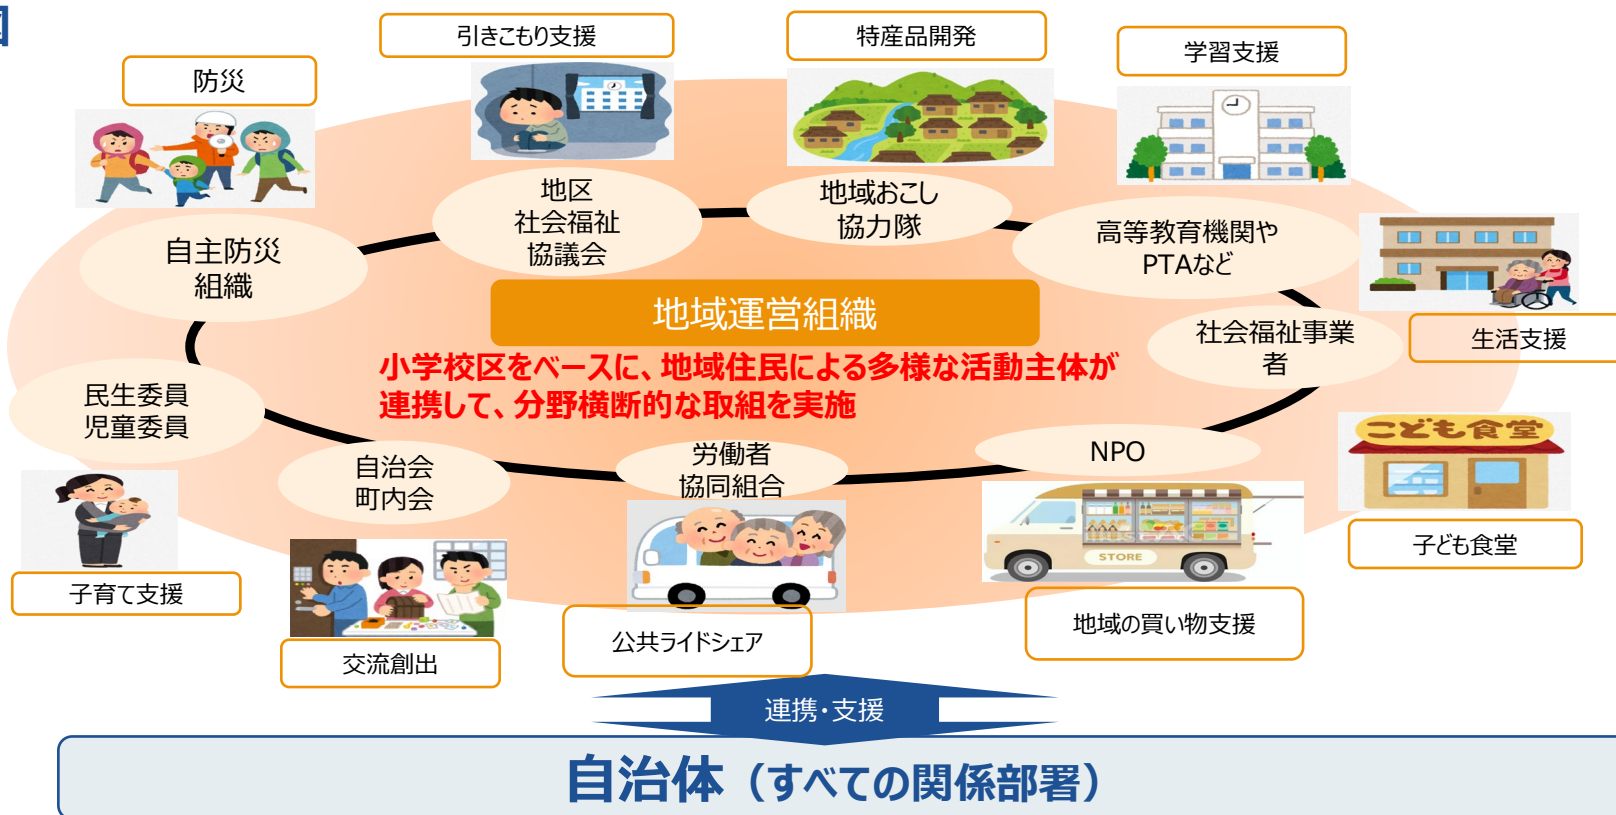 引きこもり支援
特産品開発
学習支援
防災
地区
社会福祉
協議会
地域おこし
協力隊
高等教育機関や
PTAなど
自主防災
組織
地域運営組織
社会福祉事業
者
生活支援
小学校区をベースに、地域住民による多様な活動主体が
連携して、分野横断的な取組を実施
民生委員
児童委員
自治会
町内会
労働者
協同組合
NPO
こども食堂
STORE
子ども食堂
子育て支援
交流創出
公共ライドシェア
地域の買い物支援
連携・支援
自治体（すべての関係部署）